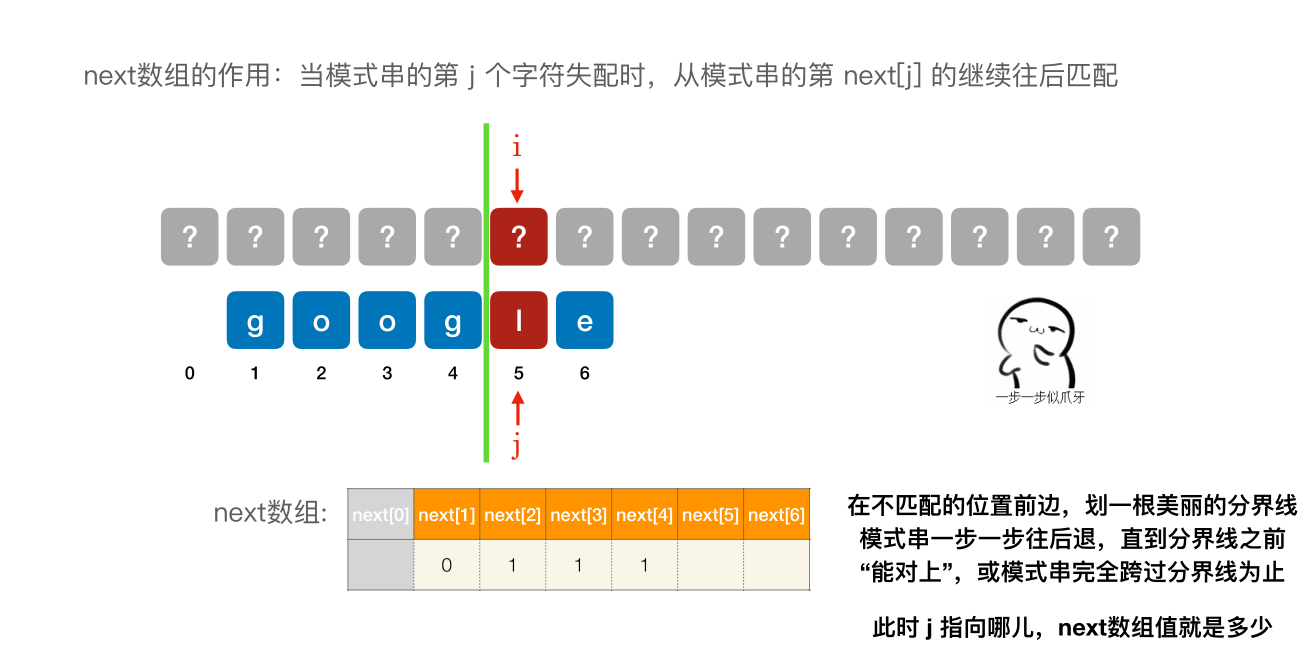 next数组的作用：当模式串的第 j 个字符失配时，从模式串的第 next[j] 的继续往后匹配
i
? ? ? ? ? ? ? ? ? ? ? ? ? ? ?
g o o g l e
0 1 2 3 4 5 6
j
一步一步似爪牙
next数组:
next[0] next[1] next[2] next[3] next[4] next[5] next[6]
0 1 1 1
在不匹配的位置前边，划一根美丽的分界线
模式串一步一步往后退，直到分界线之前
“能对上”，或模式串完全跨过分界线为止
此时 j 指向哪儿，next数组值就是多少